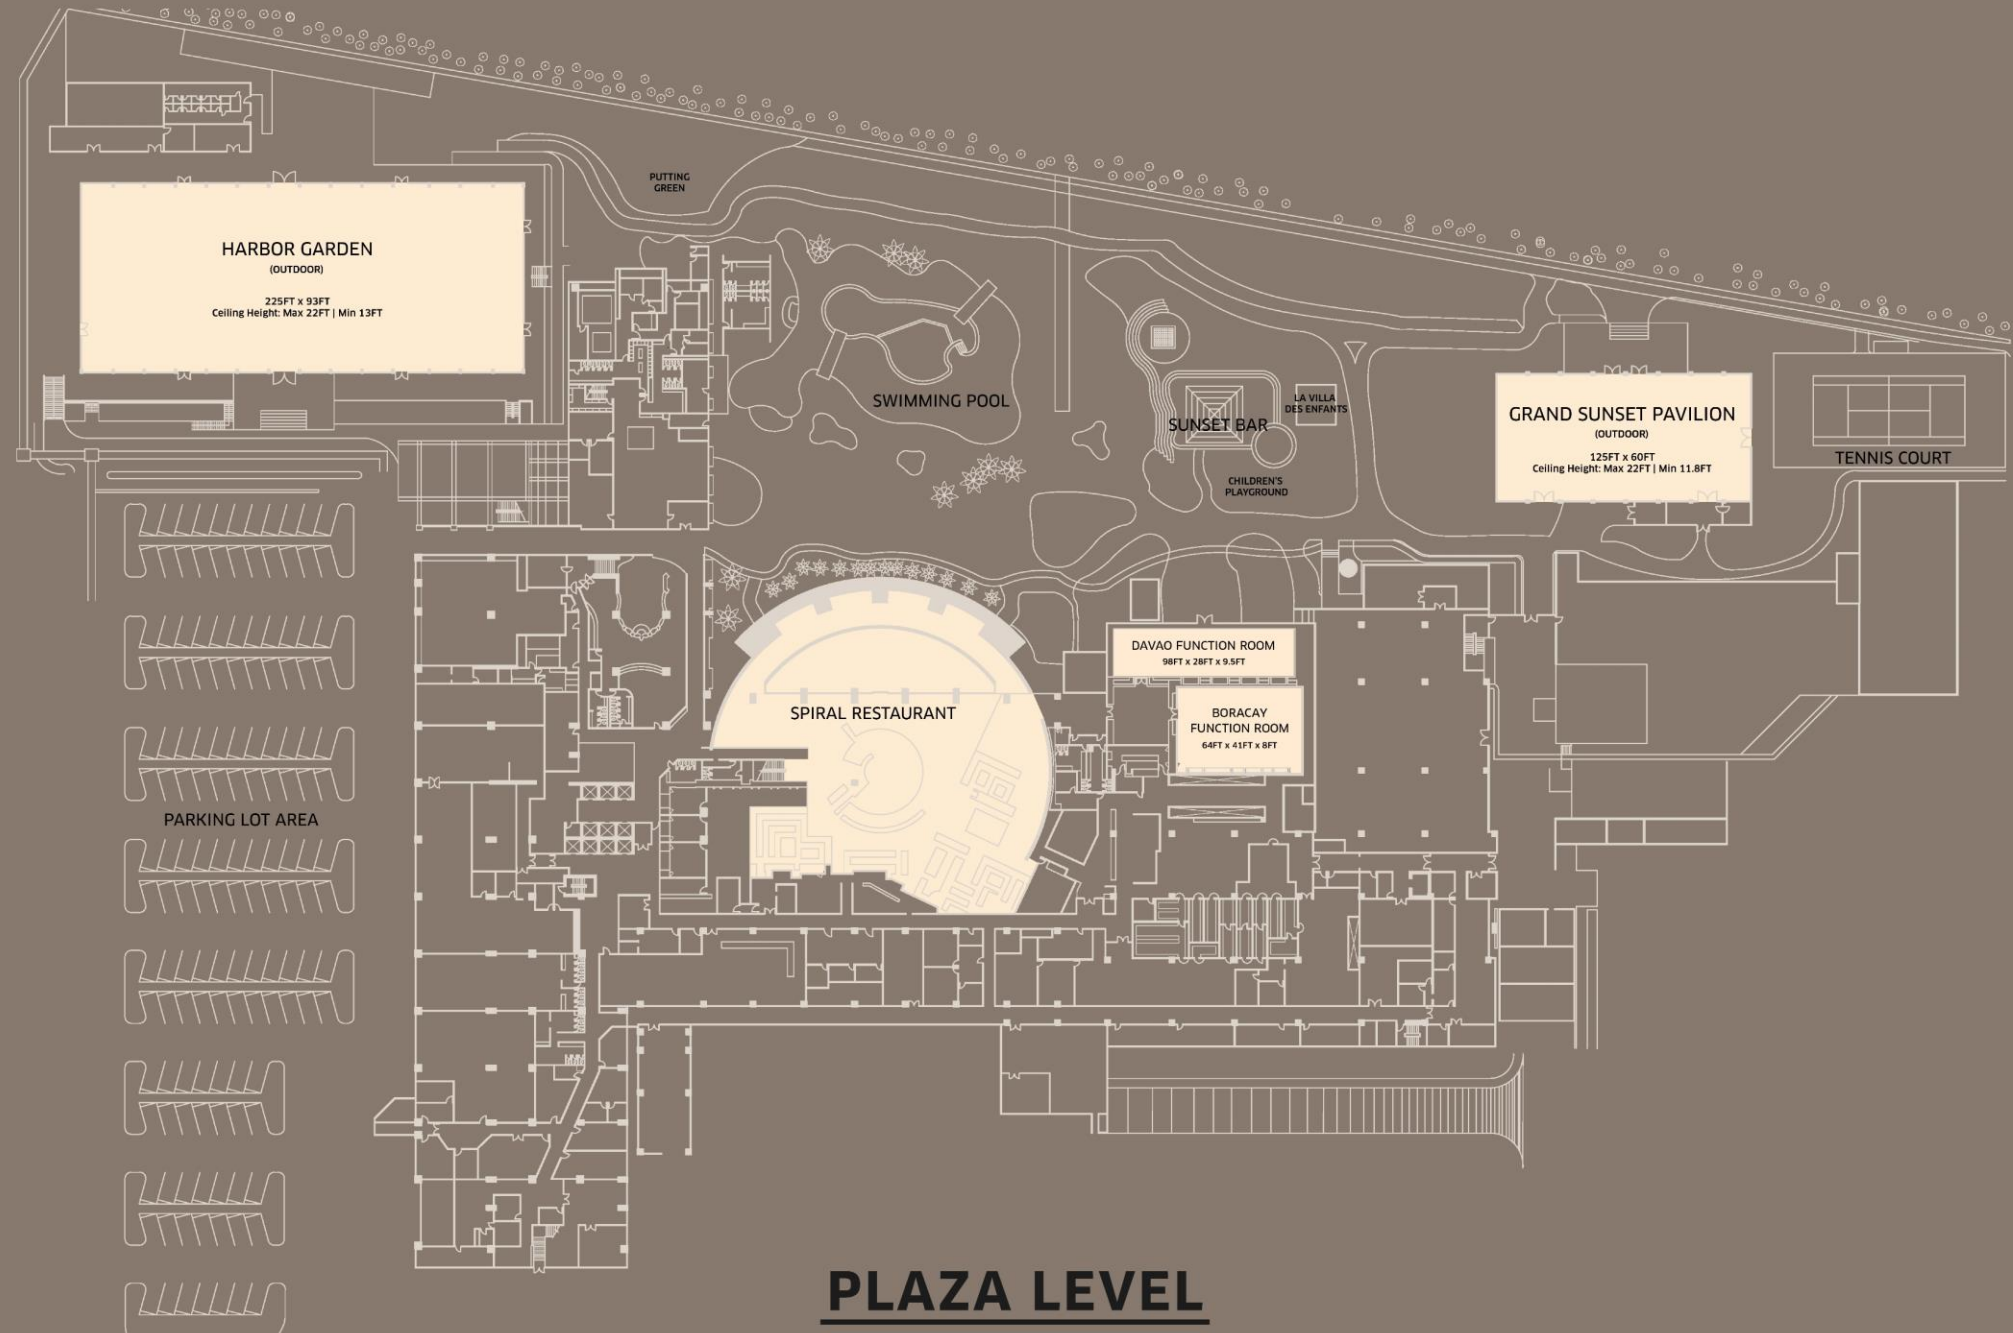 PUTTING
GREEN
HARBOR GARDEN
(OUTDOOR)
225FT x 93FT
Ceiling Height: Max 22FT | Min 13FT
SWIMMING POOL
LA VILLA
DES ENFANTS
SUNSET BAR
CHILDREN'S
PLAYGROUND
GRAND SUNSET PAVILION
(OUTDOOR)
125FT x 60FT
Ceiling Height: Max 22FT | Min 11.8FT
TENNIS COURT
DAVAO FUNCTION ROOM
98FT x 28FT x 9.5FT
SPIRAL RESTAURANT
BORACAY
FUNCTION ROOM
64FT x 41FT x 8FT
PARKING LOT AREA
PLAZA LEVEL